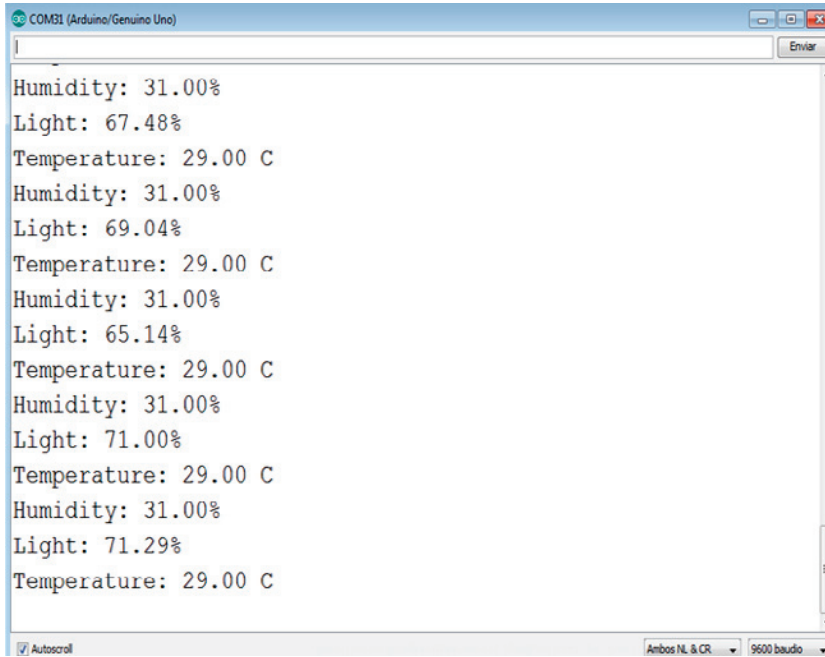 COM31 (Arduino/Genuino Uno)
Enviar
Humidity: 31.00%
Light: 67.48%
Temperature: 29.00 C
Humidity: 31.00%
Light: 69.04%
Temperature: 29.00 C
Humidity: 31.00%
Light: 65.14%
Temperature: 29.00 C
Humidity: 31.00%
Light: 71.00%
Temperature: 29.00 C
Humidity: 31.00%
Light: 71.29%
Temperature: 29.00 C
Autoscroll
Ambos NL & CR
9600 baudio